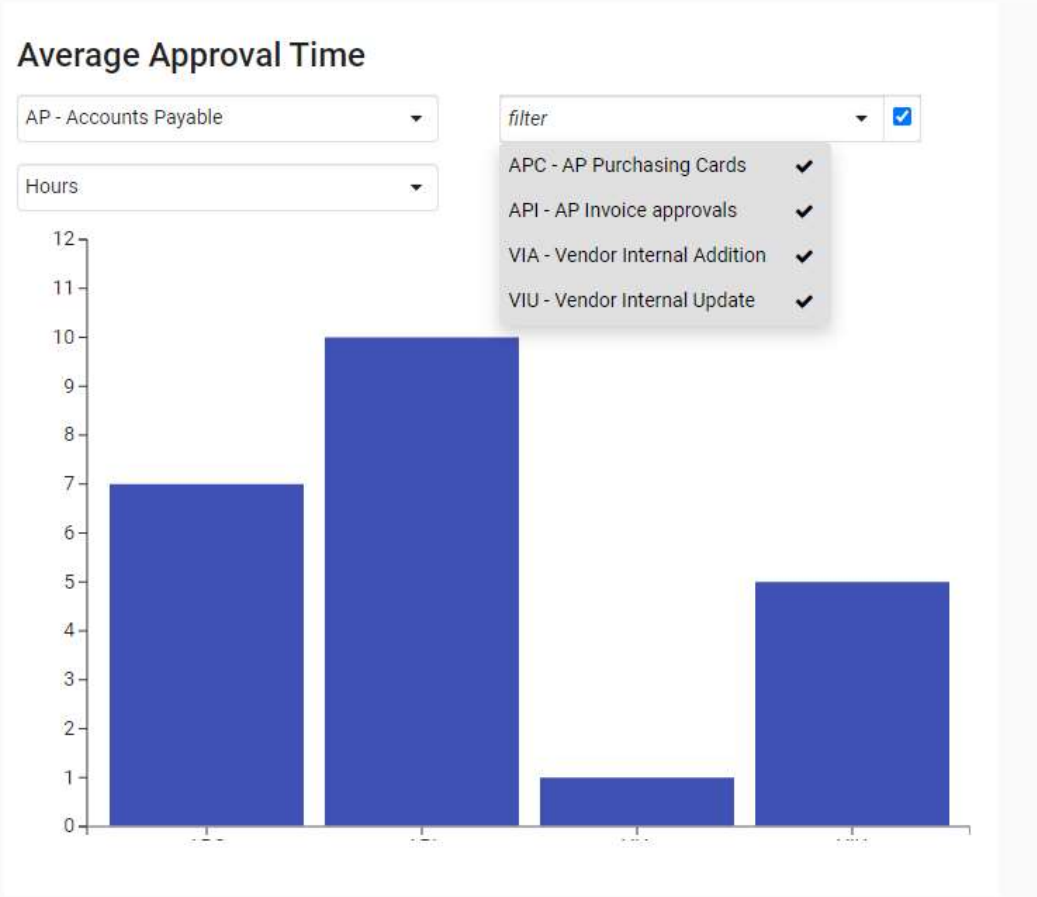 Average Approval Time
AP - Accounts Payable
filter
Hours
APC - AP Purchasing Cards
API - AP Invoice approvals
VIA - Vendor Internal Addition
VIU - Vendor Internal Update
12
11
10
9
8
7
6
5
4
3
2
1
0